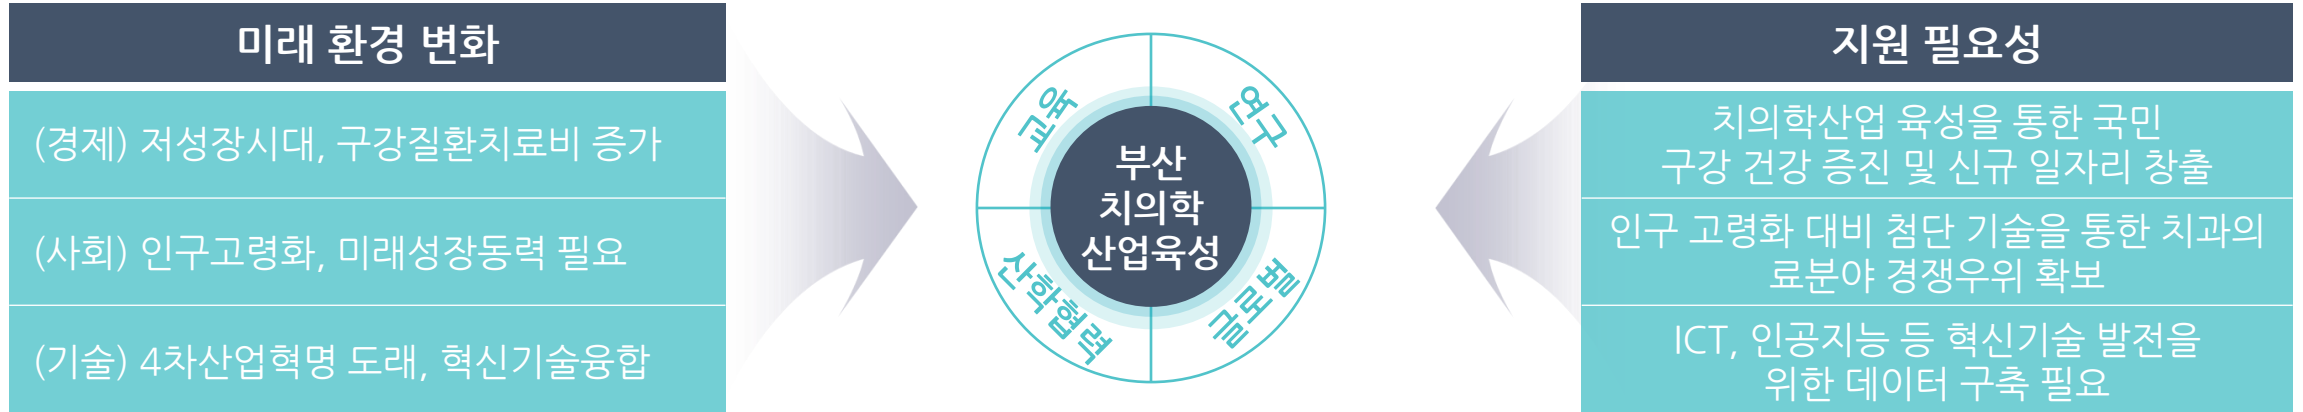 미래 환경 변화
(경제) 저성장시대, 구강질환치료비 증가
(사회) 인구고령화, 미래성장동력 필요
(기술) 4차산업혁명 도래, 혁신기술융합
교육
연구
부산
치의학
산업육성
산학협력
글로벌
지원 필요성
치의학산업 육성을 통한 국민
구강 건강 증진 및 신규 일자리 창출
인구 고령화 대비 첨단 기술을 통한 치과의
료분야 경쟁우위 확보
ICT, 인공지능 등 혁신기술 발전을
위한 데이터 구축 필요